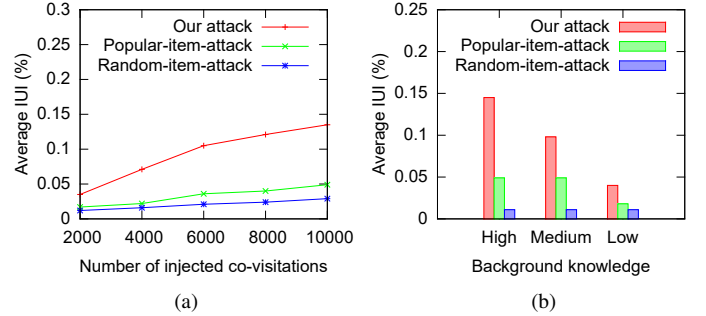 0.3
0.25
0.2
0.15
0.1
0.05
0
Average IUI (%)
Our attack
Popular-item-attack
Random-item-attack
2000 4000 6000 8000 10000
Number of injected co-visitations
(a)
0.25
0.2
0.15
0.1
0.05
0
Average IUI (%)
Our attack
Popular-item-attack
Random-item-attack
High Medium Low
Background knowledge
(b)